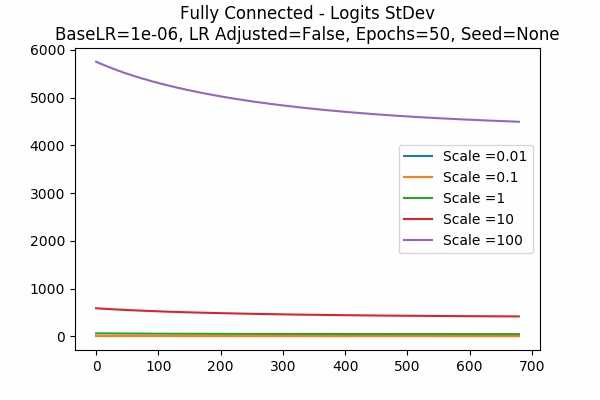 Fully Connected - Logits StDev
BaseLR=1e-06, LR Adjusted=False, Epochs=50, Seed=None
6000
5000
4000
3000
2000
1000
0
Scale =0.01
Scale =0.1
Scale =1
Scale =10
Scale =100
0 100 200 300 400 500 600 700